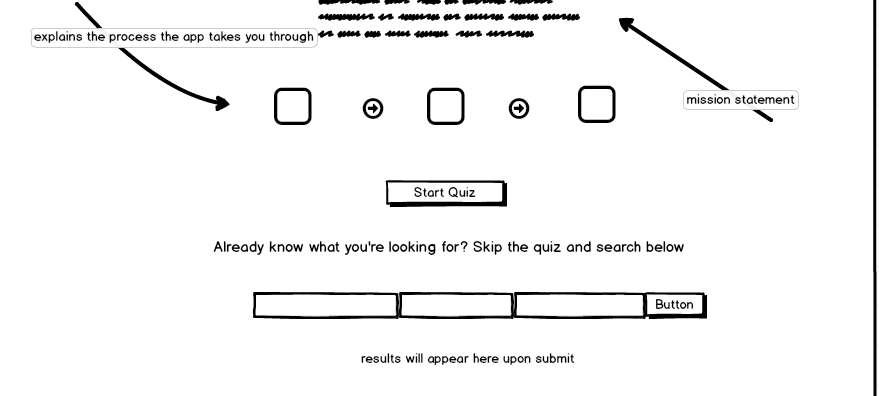 explains the process the app takes you through
mission statement
Start Quiz
Already know what you're looking for? Skip the quiz and search below
Button
results will appear here upon submit